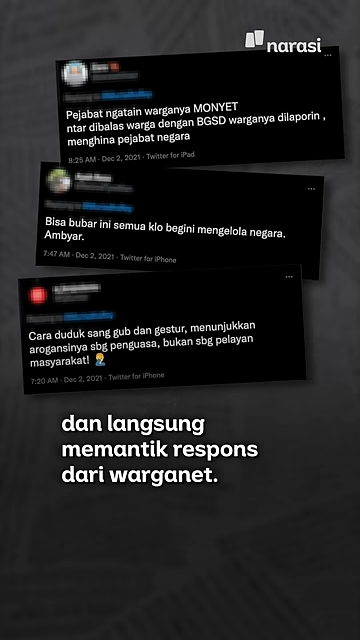 narasi
Pejabat ngatain warganya MONYET
ntar dibalas warga dengan BGSD warganya dilaporin ,
menghina pejabat negara
8:25 AM · Dec 2, 2021 · Twitter for iPad
Bisa bubar ini semua klo begini mengelola negara.
Ambyar.
7:47 AM · Dec 2, 2021 · Twitter for iPhone
Cara duduk sang gub dan gestur, menunjukkan
arogansinya sbg penguasa, bukan sbg pelayan
masyarakat! 🤦‍♂️
7:20 AM · Dec 2, 2021 · Twitter for iPhone
dan langsung
memantik respons
dari warganet.